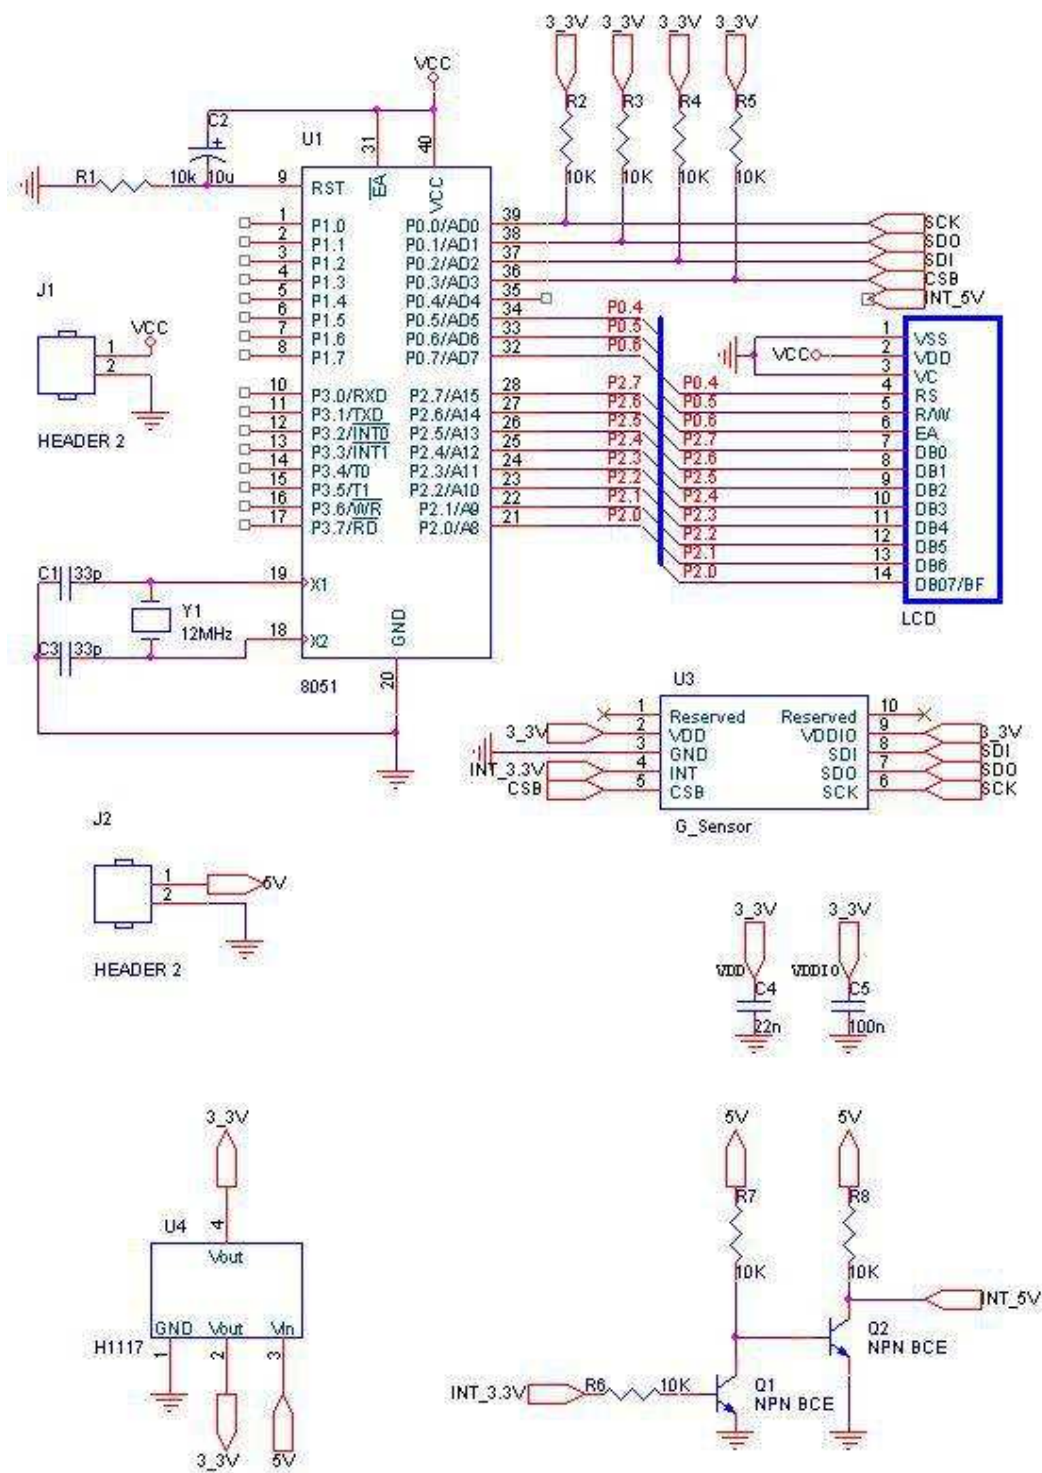 3_3V 3_3V 3_3V 3_3V
VCC
R2 R3 R4 R5
10K 10K 10K 10K
C2
+
10u
R1 10k
U1
31 40
9 RST EA VCC
1 P1.0 P0.0/AD0 39 SCK
2 P1.1 P0.1/AD1 38 SDO
3 P1.2 P0.2/AD2 37 SDI
4 P1.3 P0.3/AD3 36 CSB
5 P1.4 P0.4/AD4 35 INT_5V
6 P1.5 P0.5/AD5 34 P0.4
7 P1.6 P0.6/AD6 33 P0.5
8 P1.7 P0.7/AD7 32 P0.6
10 P3.0/RXD P2.7/A15 28 P2.7
11 P3.1/TXD P2.6/A14 27 P2.6
12 P3.2/INT0 P2.5/A13 26 P2.5
13 P3.3/INT1 P2.4/A12 25 P2.4
14 P3.4/T0 P2.3/A11 24 P2.3
15 P3.5/T1 P2.2/A10 23 P2.2
16 P3.6/WR P2.1/A9 22 P2.1
17 P3.7/RD P2.0/A8 21 P2.0
19 X1
18 X2
GND
20
8051
J1
VCC
1
2
HEADER 2
C1 33p
Y1
12MHz
C3 33p
1 VSS
VCC 2 VDD
3 VC
P0.4 4 RS
P0.5 5 R/W
P0.6 6 EA
P2.7 7 DB0
P2.6 8 DB1
P2.5 9 DB2
P2.4 10 DB3
P2.3 11 DB4
P2.2 12 DB5
P2.1 13 DB6
P2.0 14 DB07/BF
LCD
U3
1 Reserved Reserved 10
3_3V 2 VDD VDDIO 9 3_3V
3 GND SDI 8 SDI
INT_3.3V 4 INT SDO 7 SDO
CSB 5 CSB SCK 6 SCK
G_Sensor
J2
1 5V
2
HEADER 2
3_3V 3_3V
VDD VDDIO
C4 C5
22n 100n
3_3V
U4 4
Vout
GND Vout Vin
H1117
1 2 3
3_3V 5V
5V 5V
R7 R8
10K 10K
INT_5V
Q2
NPN BCE
INT_3.3V R6 10K
Q1
NPN BCE